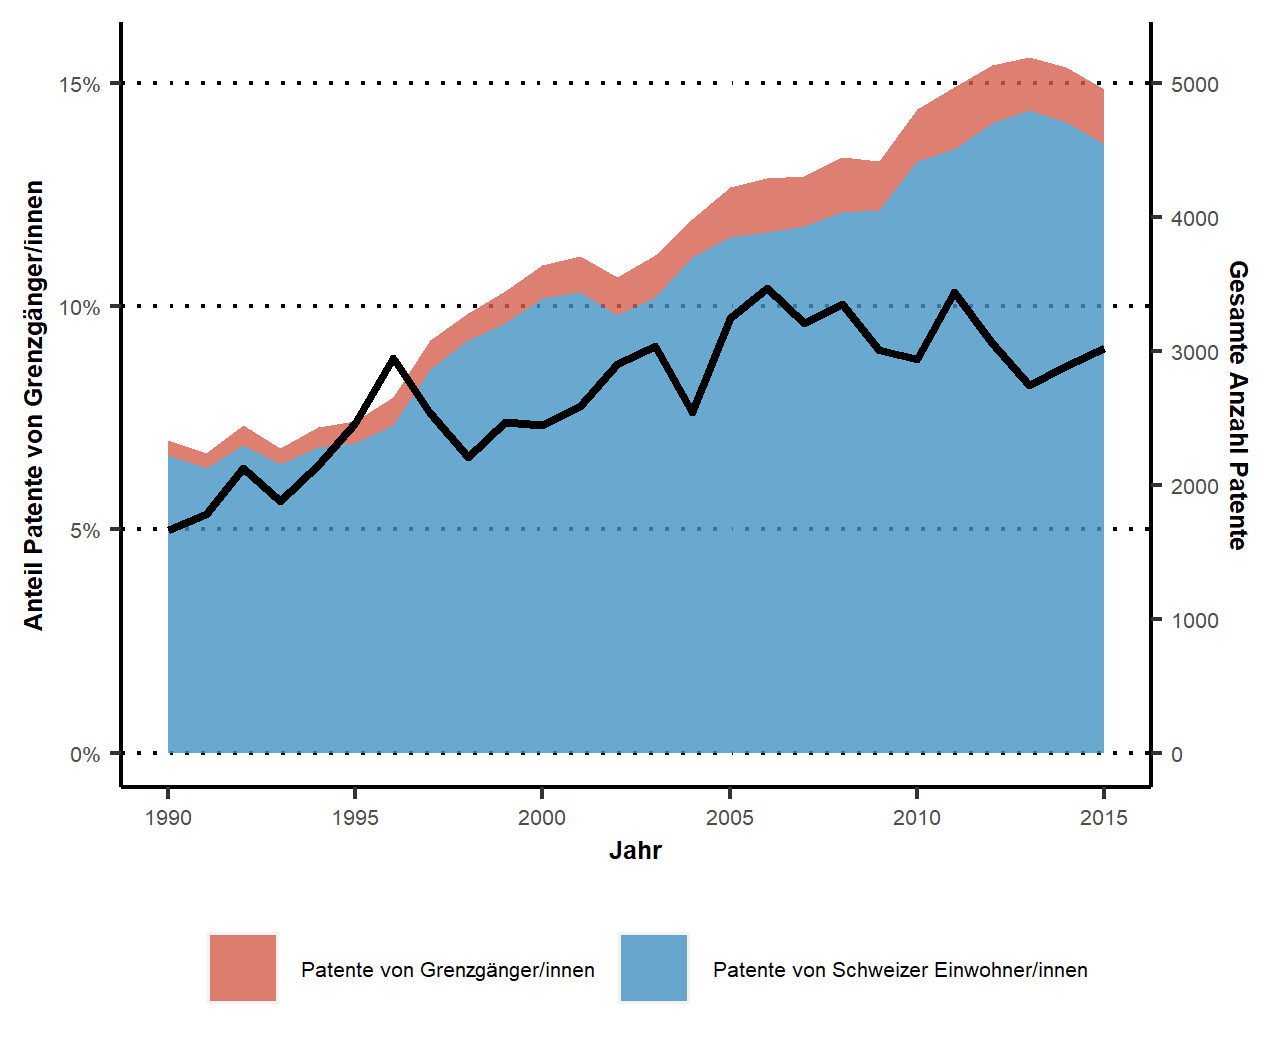 Anteil Patente von Grenzgänger/innen
15%
10%
5%
0%
5000
4000
3000
2000
1000
0
Gesamte Anzahl Patente
1990 1995 2000 2005 2010 2015
Jahr
Patente von Grenzgänger/innen Patente von Schweizer Einwohner/innen